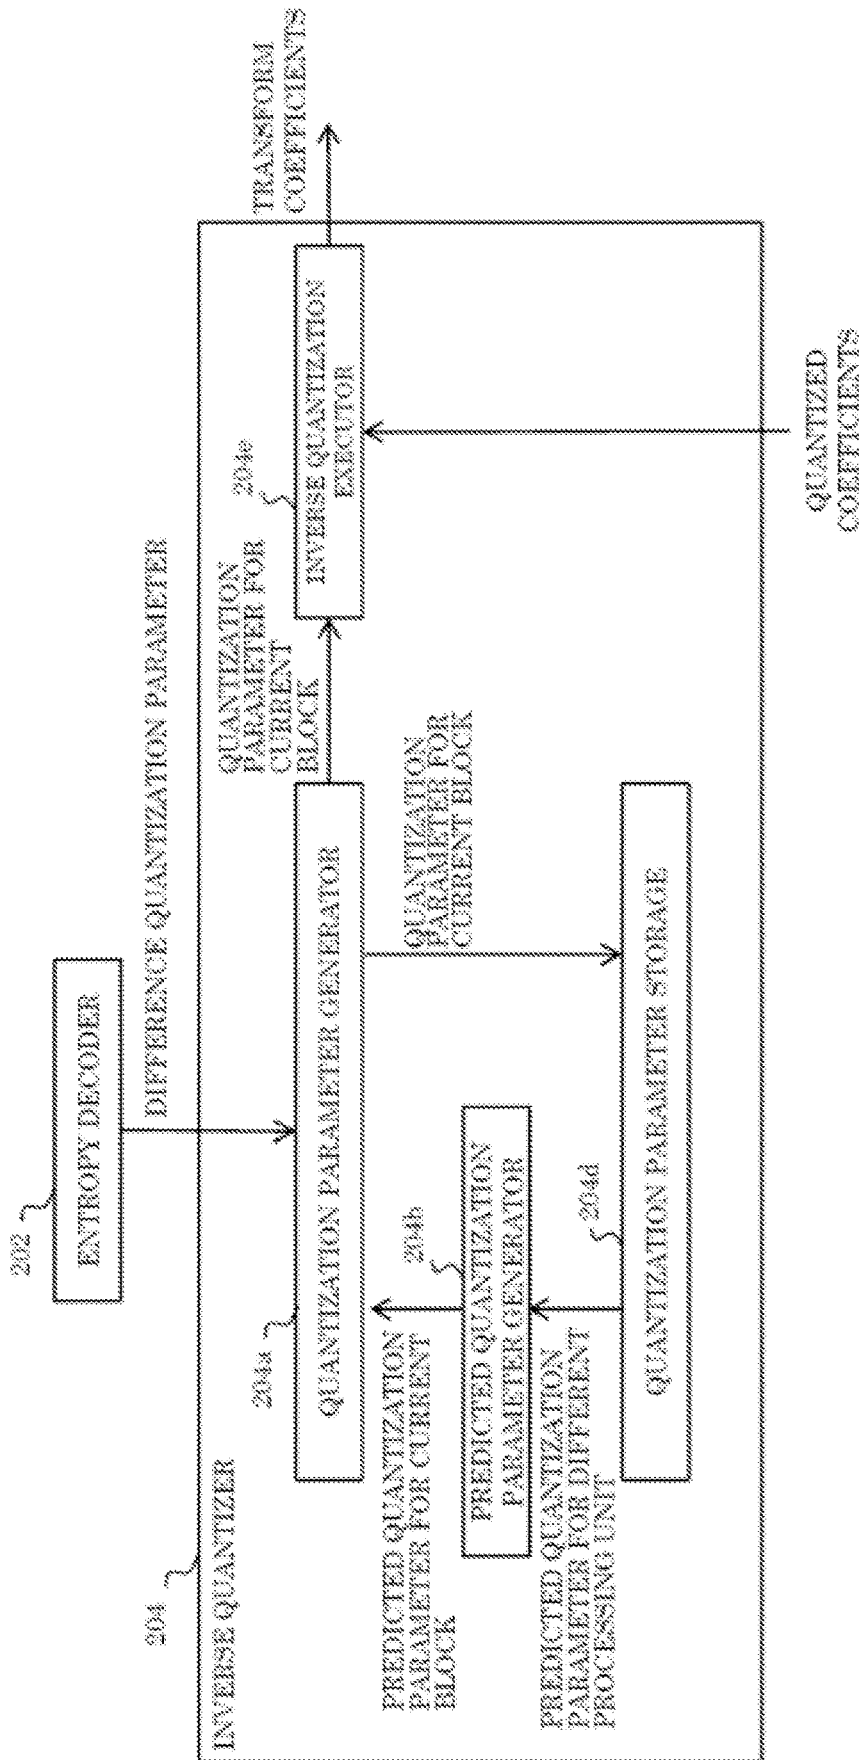 202
ENTROPY DECODER
DIFFERENCE QUANTIZATION PARAMETER
204
INVERSE QUANTIZER
204a
QUANTIZATION PARAMETER GENERATOR
QUANTIZATION
PARAMETER FOR
CURRENT
BLOCK
204e
INVERSE QUANTIZATION
EXECUTOR
TRANSFORM
COEFFICIENTS
PREDICTED QUANTIZATION
PARAMETER FOR CURRENT
BLOCK
204b
PREDICTED QUANTIZATION
PARAMETER GENERATOR
QUANTIZATION
PARAMETER FOR
CURRENT BLOCK
PREDICTED QUANTIZATION
PARAMETER FOR DIFFERENT
PROCESSING UNIT
204d
QUANTIZATION PARAMETER STORAGE
QUANTIZED
COEFFICIENTS